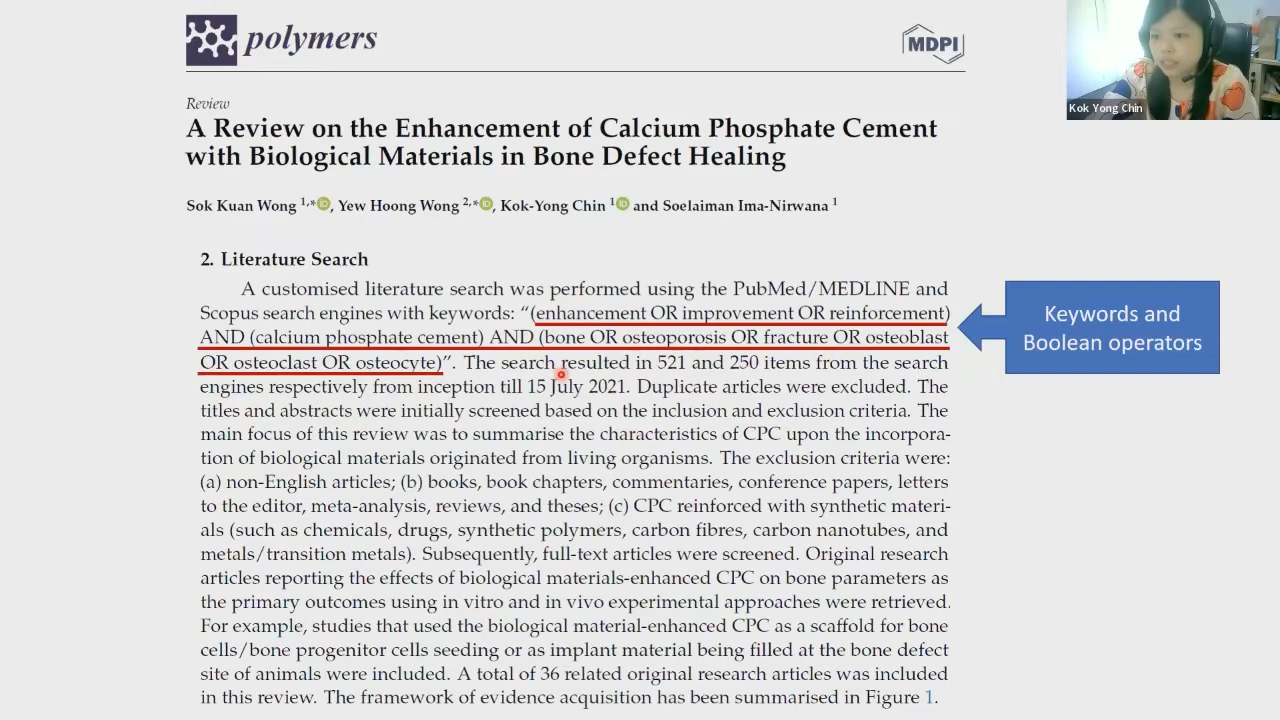 polymers
MDPI
Kok Yong Chin
Review
A Review on the Enhancement of Calcium Phosphate Cement
with Biological Materials in Bone Defect Healing
Sok Kuan Wong 1,* iD, Yew Hoong Wong 2,* iD, Kok-Yong Chin 1 iD and Soelaiman Ima-Nirwana 1
2. Literature Search
A customised literature search was performed using the PubMed/MEDLINE and
Scopus search engines with keywords: “(enhancement OR improvement OR reinforcement)
AND (calcium phosphate cement) AND (bone OR osteoporosis OR fracture OR osteoblast
OR osteoclast OR osteocyte)”. The search resulted in 521 and 250 items from the search
engines respectively from inception till 15 July 2021. Duplicate articles were excluded. The
titles and abstracts were initially screened based on the inclusion and exclusion criteria. The
main focus of this review was to summarise the characteristics of CPC upon the incorpora-
tion of biological materials originated from living organisms. The exclusion criteria were:
(a) non-English articles; (b) books, book chapters, commentaries, conference papers, letters
to the editor, meta-analysis, reviews, and theses; (c) CPC reinforced with synthetic materi-
als (such as chemicals, drugs, synthetic polymers, carbon fibres, carbon nanotubes, and
metals/transition metals). Subsequently, full-text articles were screened. Original research
articles reporting the effects of biological materials-enhanced CPC on bone parameters as
the primary outcomes using in vitro and in vivo experimental approaches were retrieved.
For example, studies that used the biological material-enhanced CPC as a scaffold for bone
cells/bone progenitor cells seeding or as implant material being filled at the bone defect
site of animals were included. A total of 36 related original research articles was included
in this review. The framework of evidence acquisition has been summarised in Figure 1.
Keywords and
Boolean operators